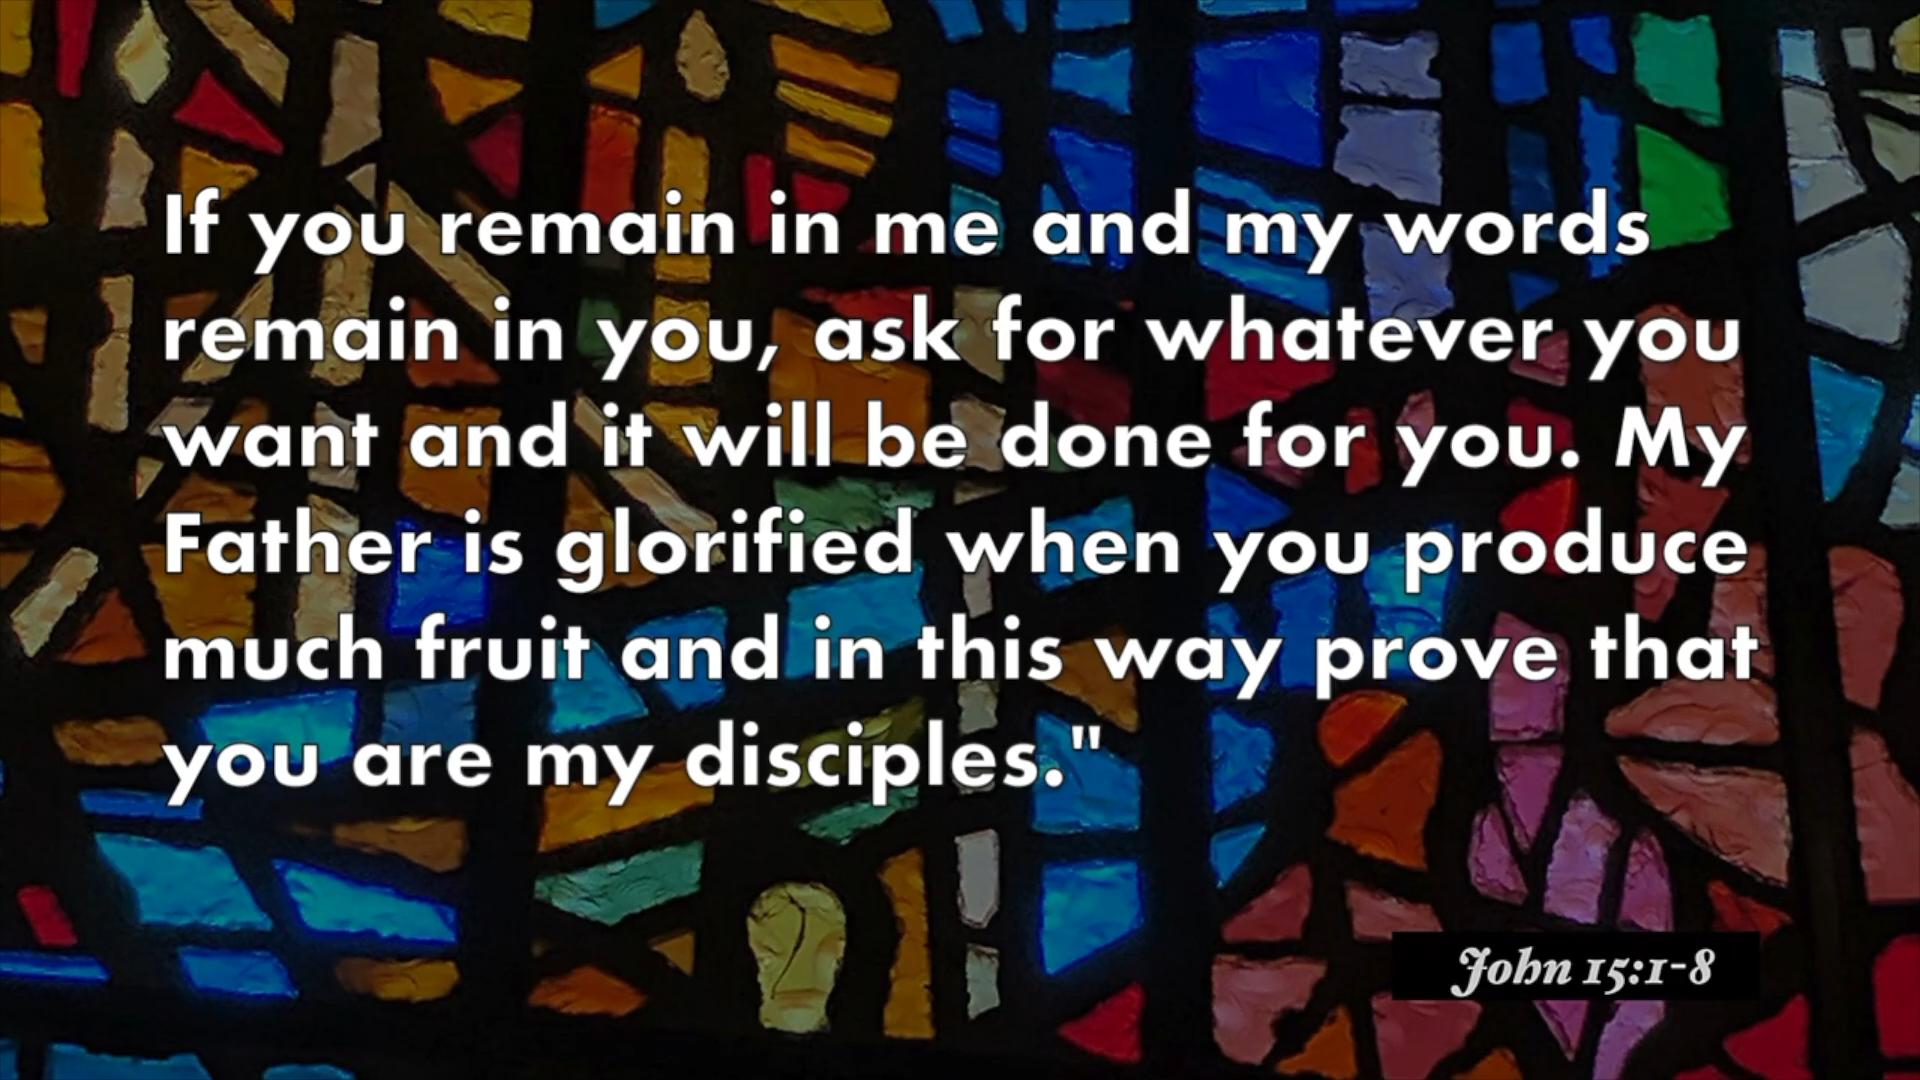 If you remain in me and my words
remain in you, ask for whatever you
want and it will be done for you. My
Father is glorified when you produce
much fruit and in this way prove that
you are my disciples."
John 15:1-8